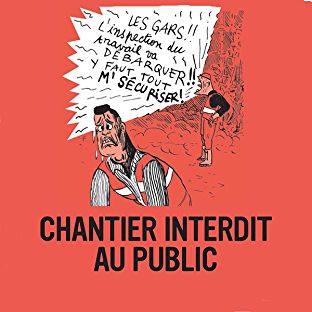 LES GARS!!
L'inspection du
travail va
DÉBARQUER!!
Y FAUT TOUT
M'SÉCURISER!
CHANTIER INTERDIT
AU PUBLIC